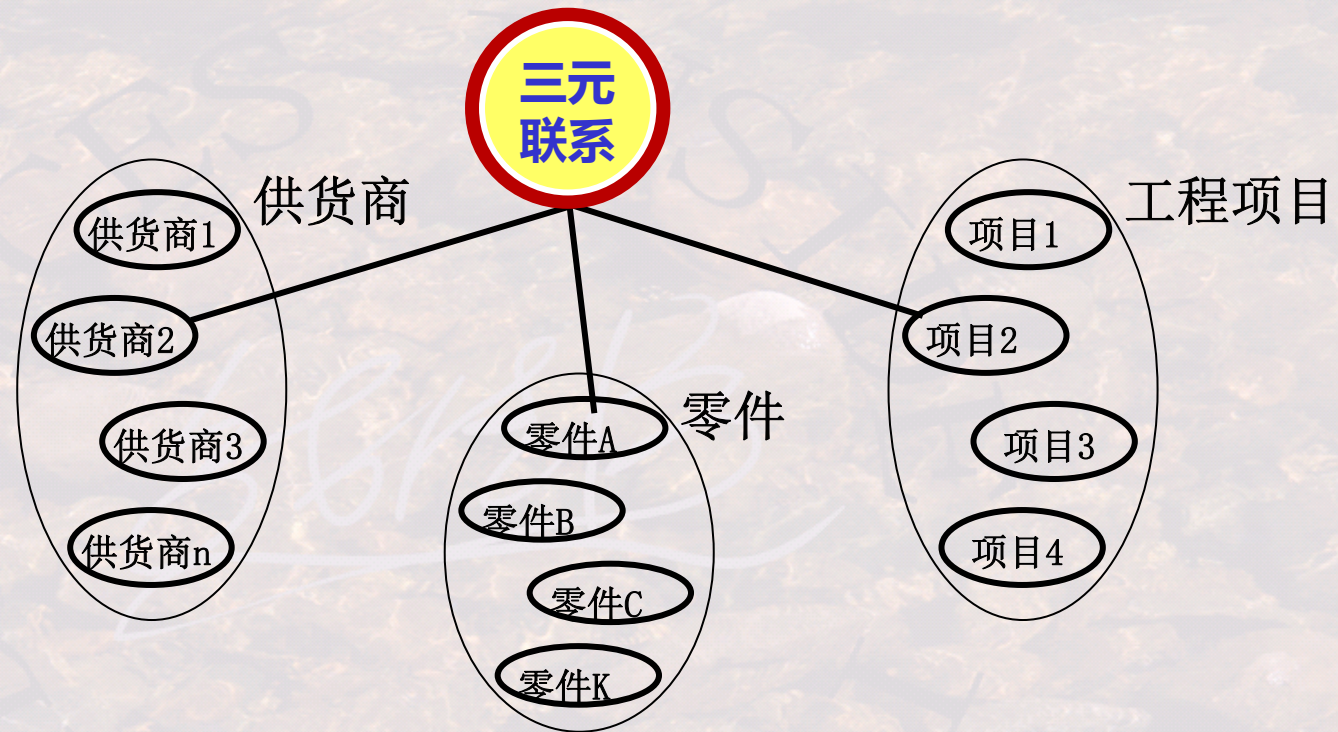 三元
联系
供货商
供货商1
供货商2
供货商3
供货商n
零件
零件A
零件B
零件C
零件K
工程项目
项目1
项目2
项目3
项目4